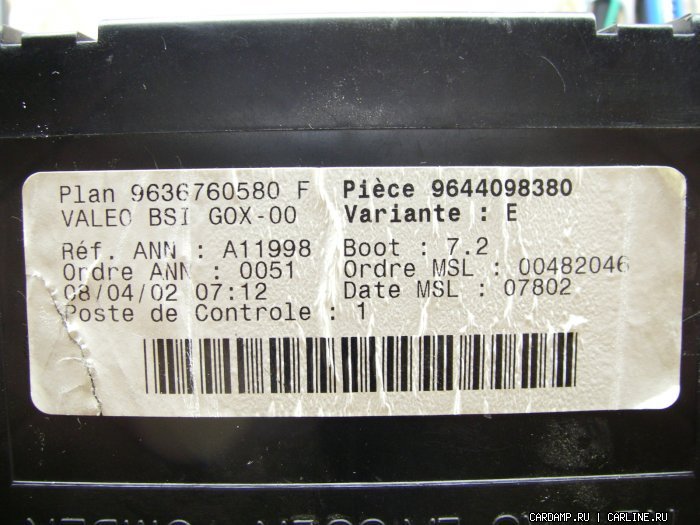 Plan 9636760580 F Pièce 9644098380
VALEO BSI GOX-00 Variante : E
Réf. ANN : A11998 Boot : 7.2
Ordre ANN : 0051 Ordre MSL : 00482046
08/04/02 07:12 Date MSL : 07802
Poste de Controle : 1
CARDAMP.RU | CARLINE.RU